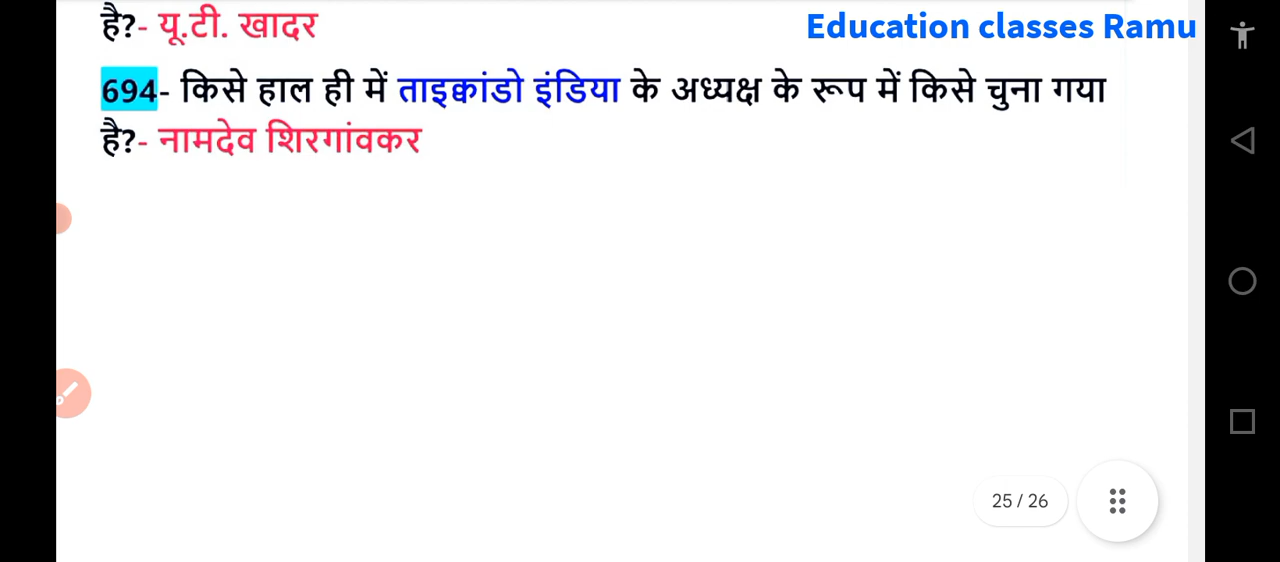 है?- यू.टी. खादर
Education classes Ramu
694- किसे हाल ही में ताइक्वांडो इंडिया के अध्यक्ष के रूप में किसे चुना गया
है?- नामदेव शिरगांवकर
25 / 26